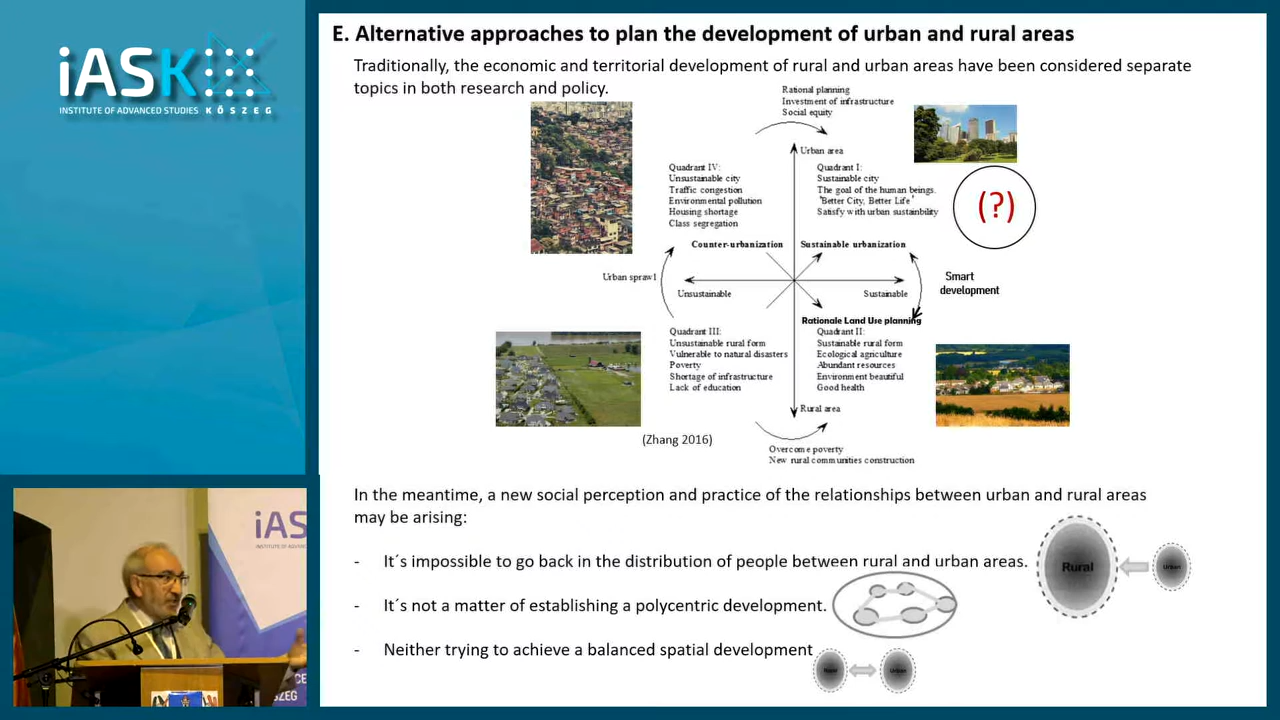 iASK
INSTITUTE OF ADVANCED STUDIES KŐSZEG
E. Alternative approaches to plan the development of urban and rural areas
Traditionally, the economic and territorial development of rural and urban areas have been considered separate
topics in both research and policy.
Rational planning
Investment of infrastructure
Social equity
Urban area
Quadrant IV:
Unsustainable city
Traffic congestion
Environmental pollution
Housing shortage
Class segregation
Quadrant I:
Sustainable city
The goal of the human beings.
"Better City, Better Life"
Satisfy with urban sustainbility
(?)
Counter-urbanization
Sustainable urbanization
Urban sprawl
Unsustainable
Sustainable
Smart
development
Rationale Land Use planning
Quadrant III:
Unsustainable rural form
Vulnerable to natural disasters
Poverty
Shortage of infrastructure
Lack of education
Quadrant II:
Sustainable rural form
Ecological agriculture
Abundant resources
Environment beautiful
Good health
Rural area
(Zhang 2016)
Overcome poverty
New rural communities construction
In the meantime, a new social perception and practice of the relationships between urban and rural areas
may be arising:
- It´s impossible to go back in the distribution of people between rural and urban areas.
Rural
Urban
- It´s not a matter of establishing a polycentric development.
- Neither trying to achieve a balanced spatial development
Rural
Urban
iAS
INSTITUTE OF ADVANC
CE
SZEG